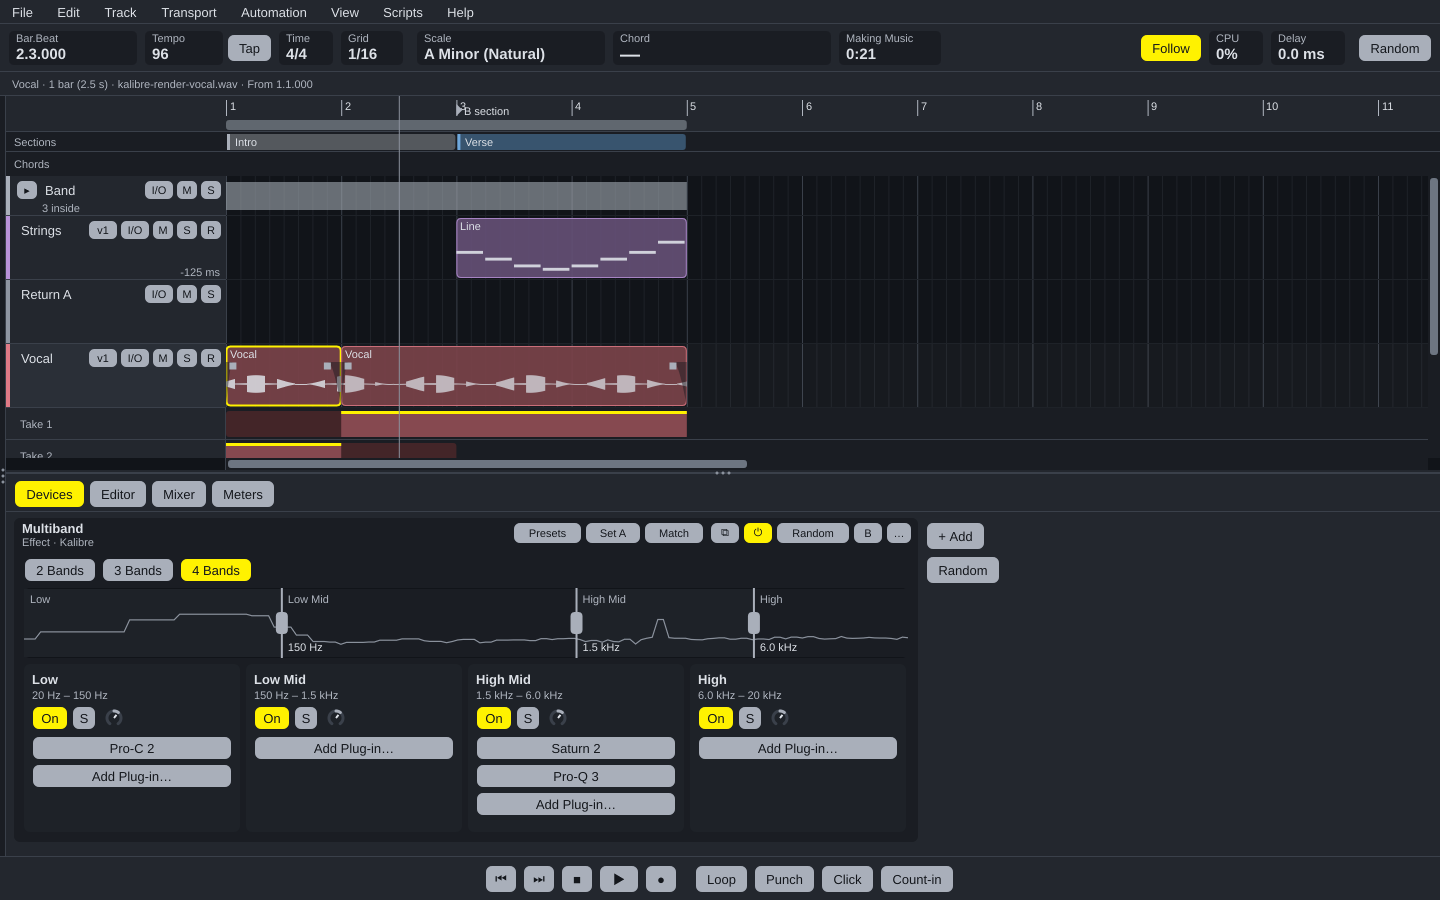 File Edit Track Transport Automation View Scripts Help
Bar.Beat Tempo Time Grid Scale Chord Making Music CPU Delay
2.3.000 96 Tap 4/4 1/16 A Minor (Natural) — 0:21 Follow 0% 0.0 ms Random
Vocal · 1 bar (2.5 s) · kalibre-render-vocal.wav · From 1.1.000
1 2 3 4 5 6 7 8 9 10 11
B section
Sections Intro Verse
Chords
Band I/O M S
3 inside
Strings v1 I/O M S R Line
-125 ms
Return A I/O M S
Vocal v1 I/O M S R Vocal Vocal
Take 1
Take 2
Devices Editor Mixer Meters
Multiband
Effect · Kalibre
Presets Set A Match Random B …
+ Add
Random
2 Bands 3 Bands 4 Bands
Low Low Mid High Mid High
150 Hz 1.5 kHz 6.0 kHz
Low Low Mid High Mid High
20 Hz – 150 Hz 150 Hz – 1.5 kHz 1.5 kHz – 6.0 kHz 6.0 kHz – 20 kHz
On S On S On S On S
Pro-C 2 Add Plug-in… Saturn 2 Add Plug-in…
Add Plug-in… Pro-Q 3
Add Plug-in…
Loop Punch Click Count-in